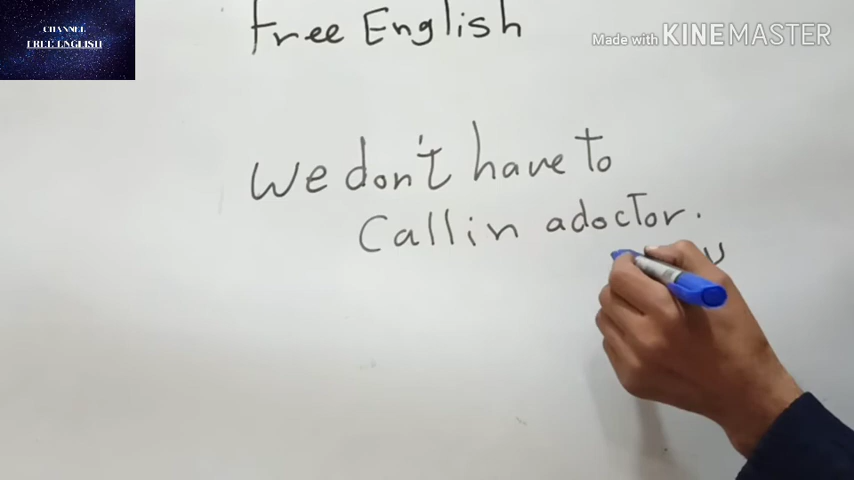 CHANNEL
FREE ENGLISH
Made with KINEMASTER
Free English
We don't have to
Call in a doctor.